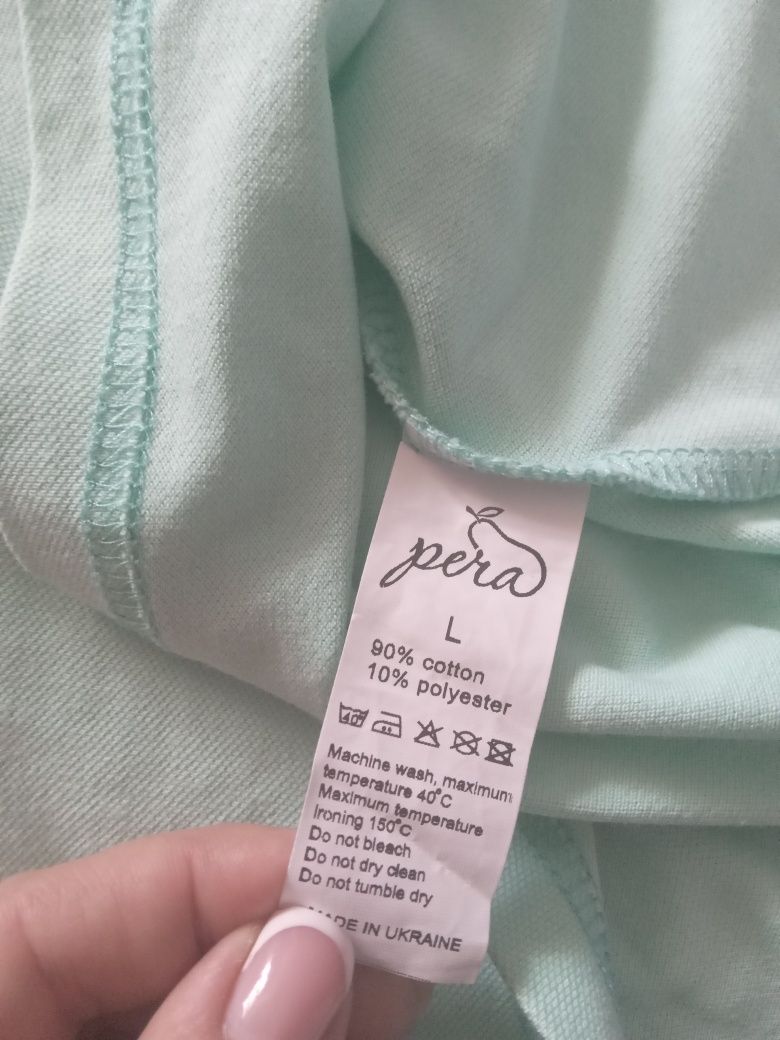 pera
L
90% cotton
10% polyester
40°
Machine wash, maximum
temperature 40°C
Maximum temperature
Ironing 150°C
Do not bleach
Do not dry clean
Do not tumble dry
MADE IN UKRAINE